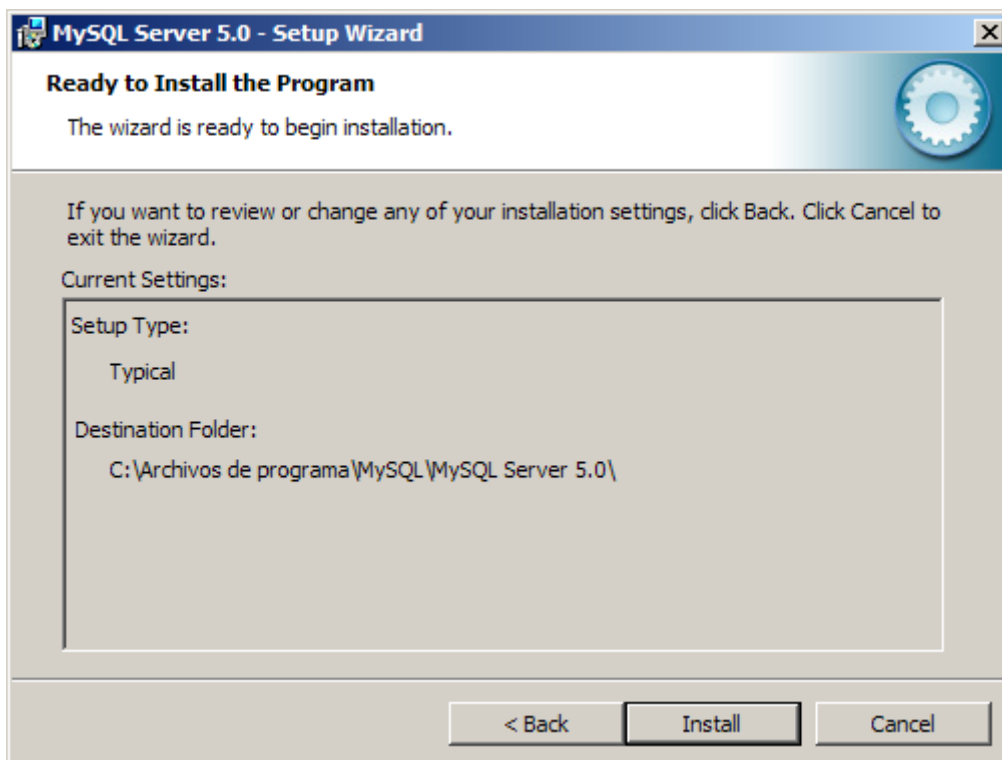 MySQL Server 5.0 - Setup Wizard
Ready to Install the Program
The wizard is ready to begin installation.
If you want to review or change any of your installation settings, click Back. Click Cancel to
exit the wizard.
Current Settings:
Setup Type:
Typical
Destination Folder:
C:\Archivos de programa\MySQL\MySQL Server 5.0\
< Back
Install
Cancel